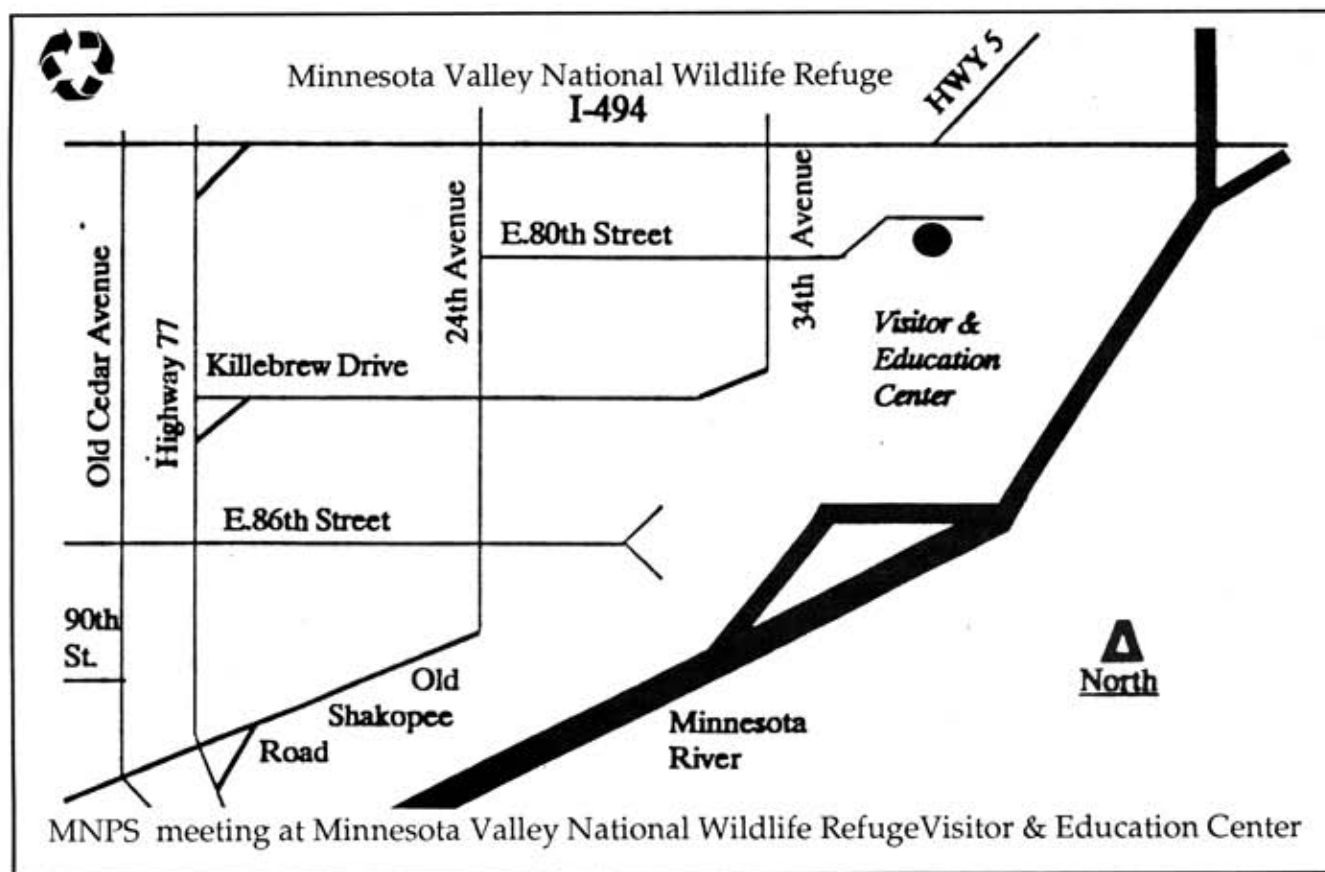 Minnesota Valley National Wildlife Refuge
I-494
HWY 5
Old Cedar Avenue
Highway 77
24th Avenue
34th Avenue
E.80th Street
Visitor &
Education
Center
Killebrew Drive
E.86th Street
90th
St.
Old
Shakopee
Road
Minnesota
River
North
MNPS meeting at Minnesota Valley National Wildlife RefugeVisitor & Education Center